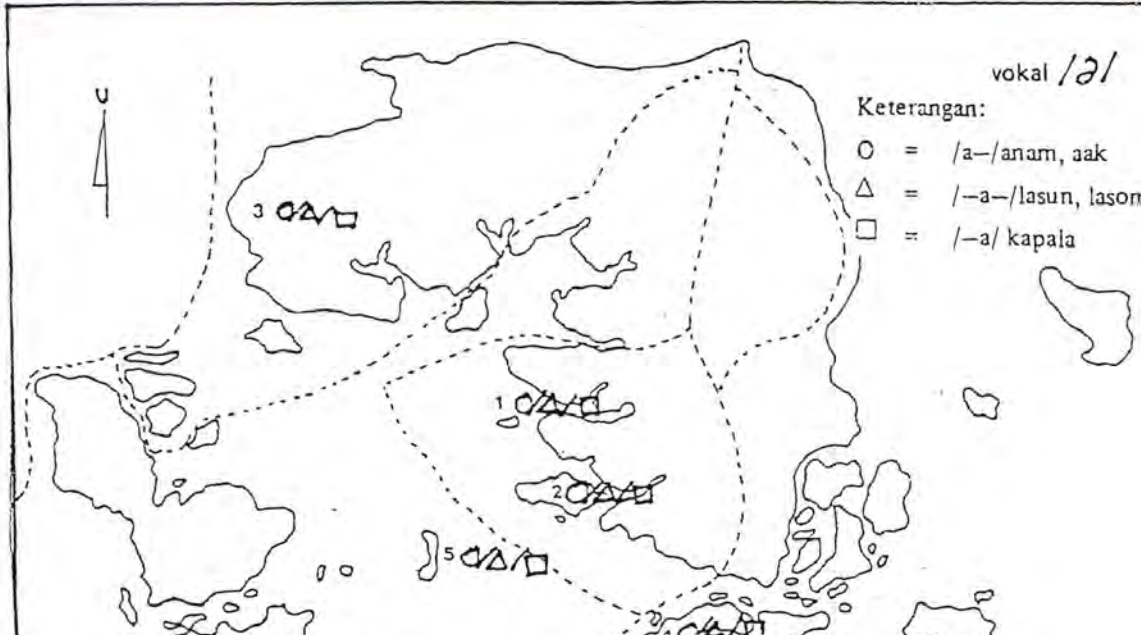 vokal /ə/
U
Keterangan:
O = /a–/anam, aak
△ = /–a–/lasun, lasom
□ = /–a/ kapala
3
1
2
5